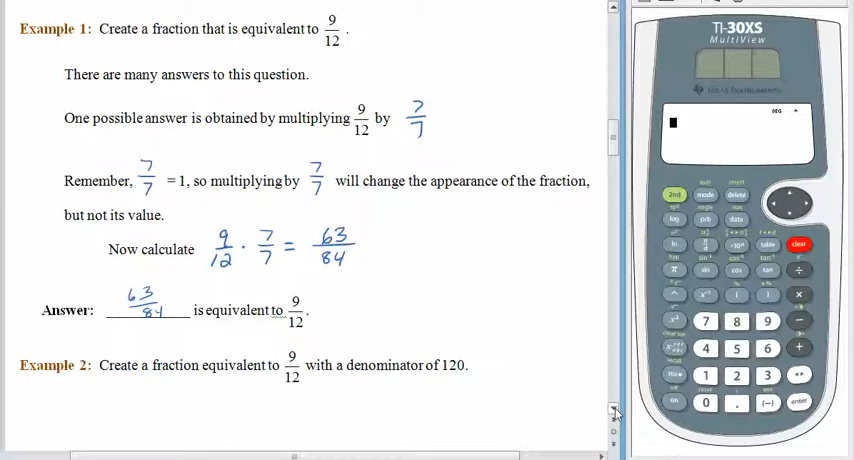 Example 1: Create a fraction that is equivalent to 9/12 .
There are many answers to this question.
One possible answer is obtained by multiplying 9/12 by 7/7
Remember, 7/7 = 1, so multiplying by 7/7 will change the appearance of the fraction,
but not its value.
Now calculate 9/12 · 7/7 = 63/84
Answer: 63/84 is equivalent to 9/12 .
Example 2: Create a fraction equivalent to 9/12 with a denominator of 120.
TI-30XS
MultiView
TEXAS INSTRUMENTS
DEG
2nd mode delete
log prb data
ln n/d table clear
π sin cos tan ÷
^ ( ) ×
x² 7 8 9 −
4 5 6 +
sto 1 2 3
on 0 . (−) enter